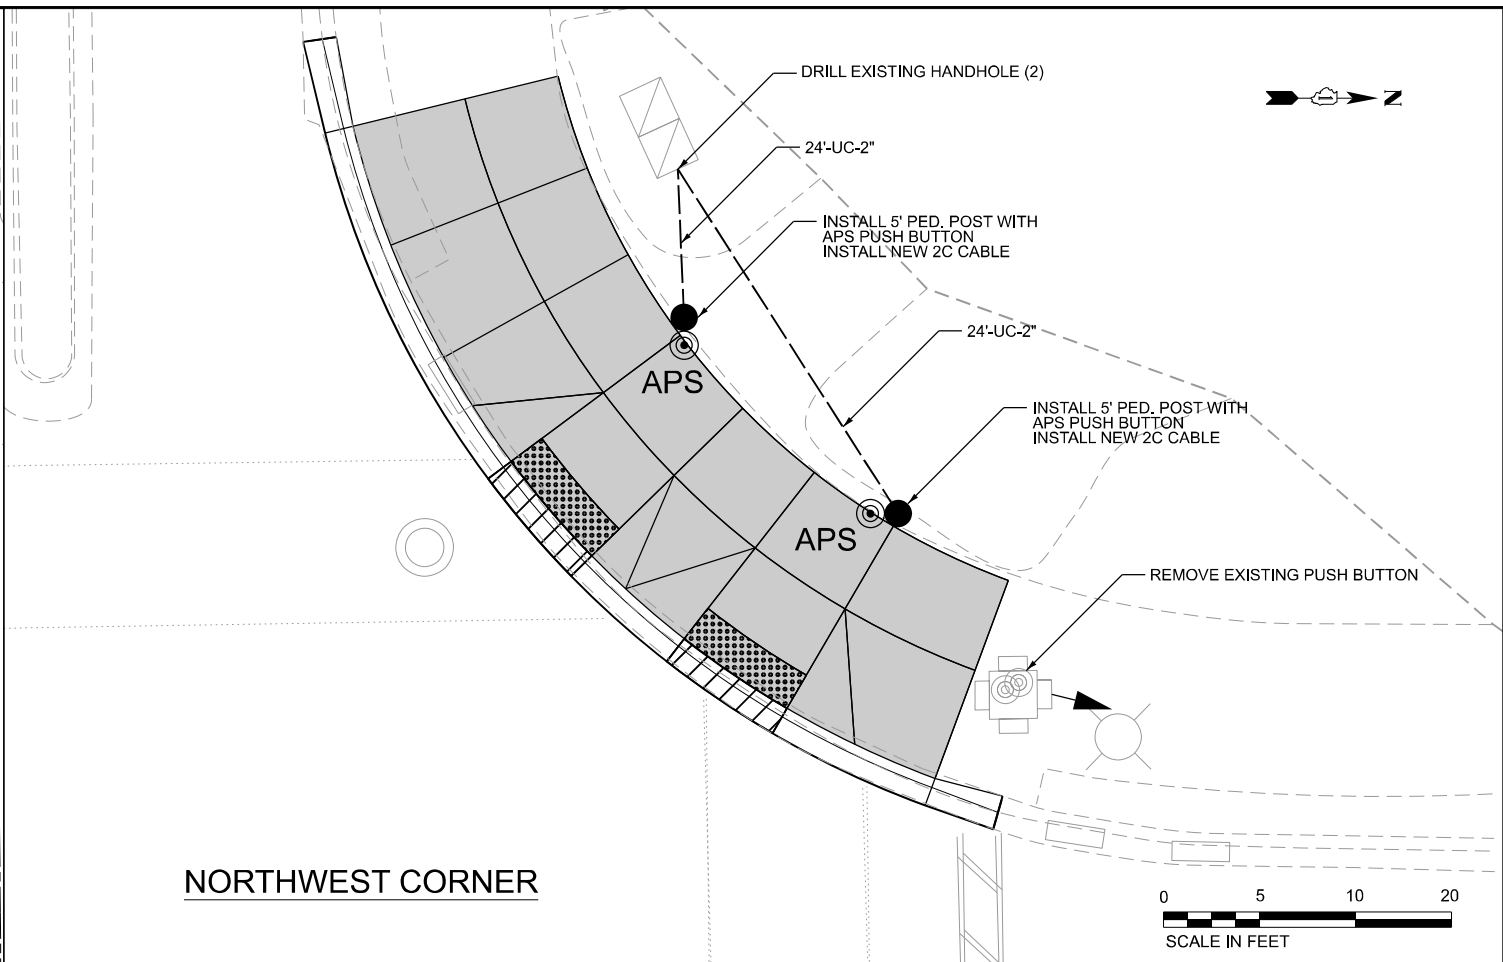 DRILL EXISTING HANDHOLE (2)
N
24'-UC-2"
INSTALL 5' PED. POST WITH
APS PUSH BUTTON
INSTALL NEW 2C CABLE
24'-UC-2"
APS
INSTALL 5' PED. POST WITH
APS PUSH BUTTON
INSTALL NEW 2C CABLE
APS
REMOVE EXISTING PUSH BUTTON
NORTHWEST CORNER
0 5 10 20
SCALE IN FEET